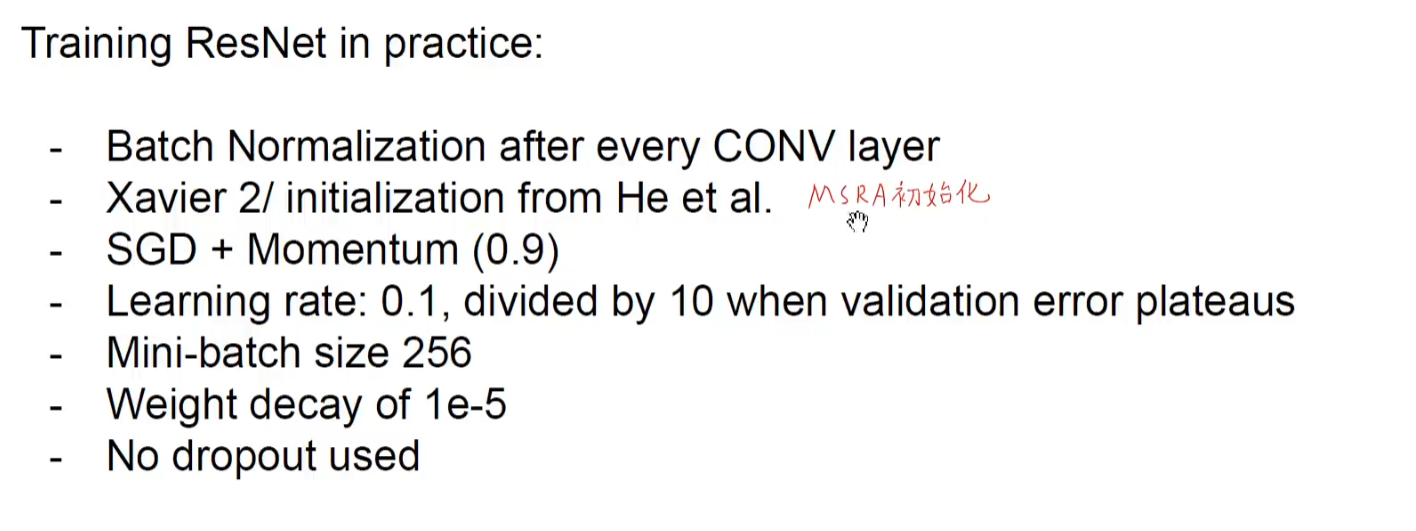 Training ResNet in practice:
- Batch Normalization after every CONV layer
- Xavier 2/ initialization from He et al. MSRA初始化
- SGD + Momentum (0.9)
- Learning rate: 0.1, divided by 10 when validation error plateaus
- Mini-batch size 256
- Weight decay of 1e-5
- No dropout used